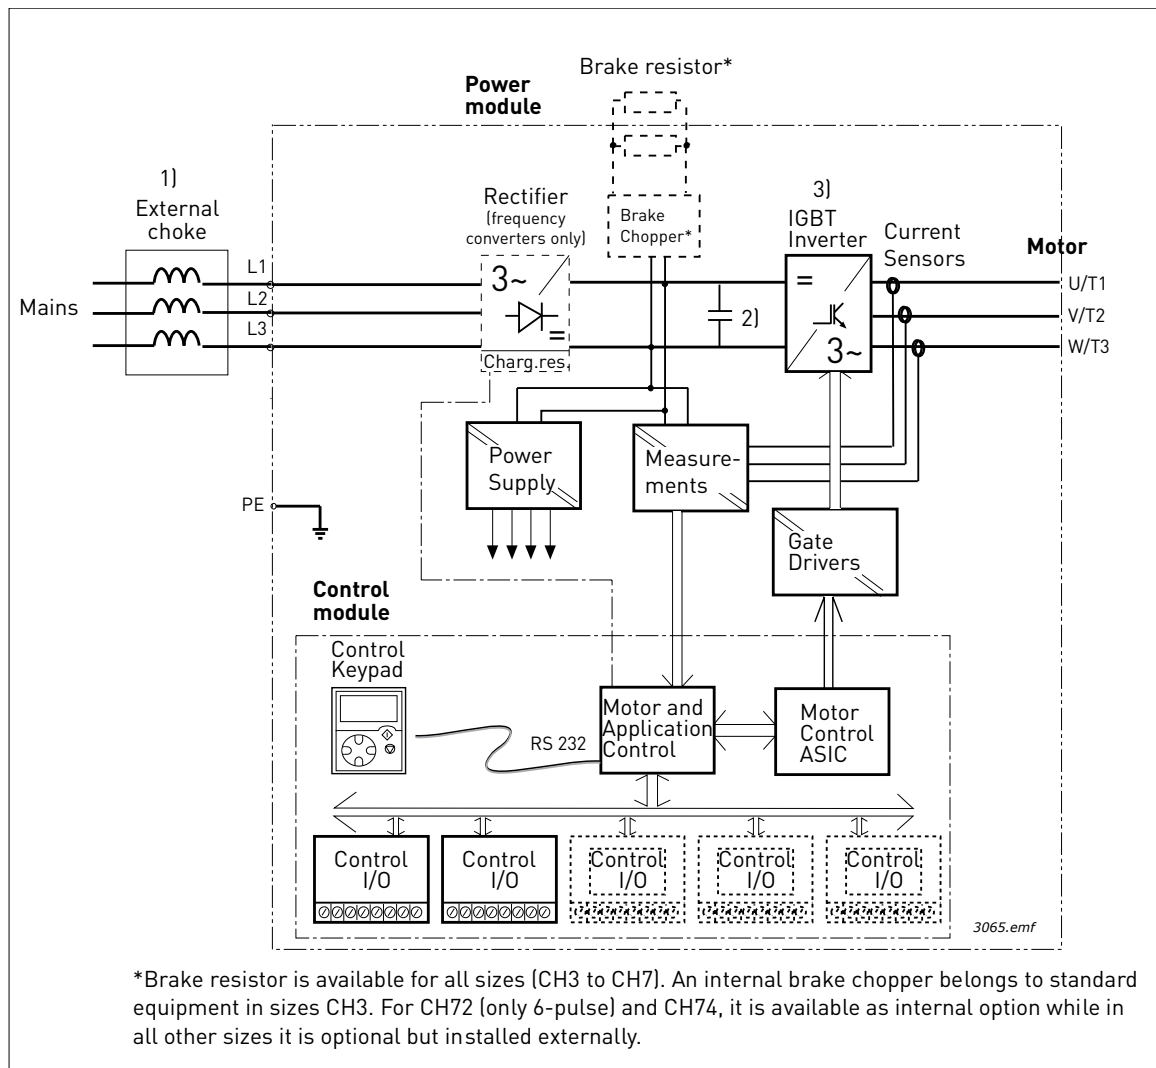 Brake resistor*
Power
module
1)
External
choke
Rectifier
(frequency
converters only)
Brake
Chopper*
3)
IGBT
Inverter
Current
Sensors
Motor
Mains
L1
L2
L3
3~
=
Charg.res.
2)
=
3~
U/T1
V/T2
W/T3
Power
Supply
Measure-
ments
PE
Gate
Drivers
Control
module
Control
Keypad
RS 232
Motor and
Application
Control
Motor
Control
ASIC
Control
I/O
Control
I/O
Control
I/O
Control
I/O
Control
I/O
3065.emf
*Brake resistor is available for all sizes (CH3 to CH7). An internal brake chopper belongs to standard
equipment in sizes CH3. For CH72 (only 6-pulse) and CH74, it is available as internal option while in
all other sizes it is optional but installed externally.